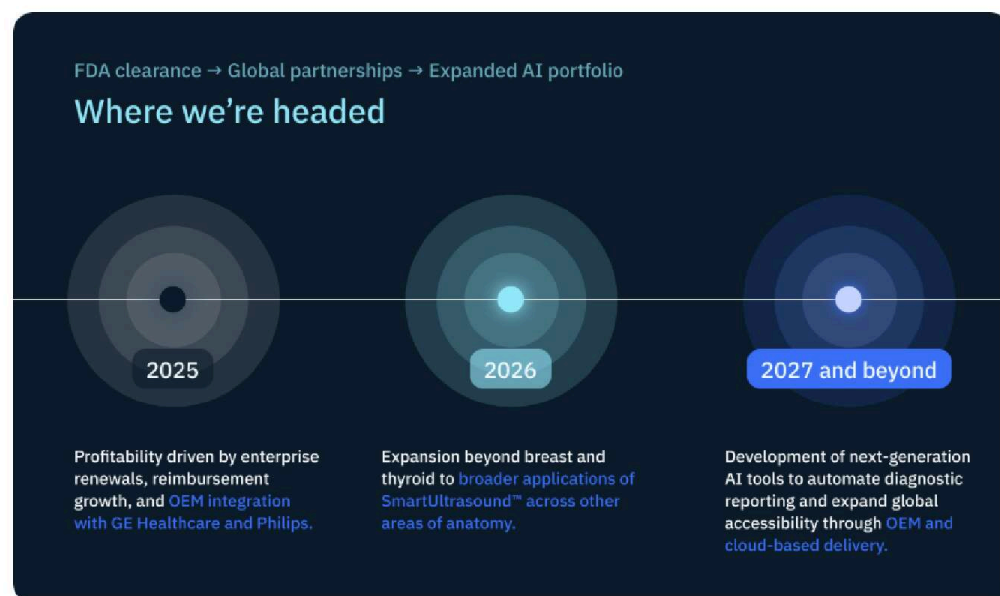 FDA clearance → Global partnerships → Expanded AI portfolio
Where we’re headed
2025
Profitability driven by enterprise
renewals, reimbursement
growth, and OEM integration
with GE Healthcare and Philips.
2026
Expansion beyond breast and
thyroid to broader applications of
SmartUltrasound™ across other
areas of anatomy.
2027 and beyond
Development of next-generation
AI tools to automate diagnostic
reporting and expand global
accessibility through OEM and
cloud-based delivery.